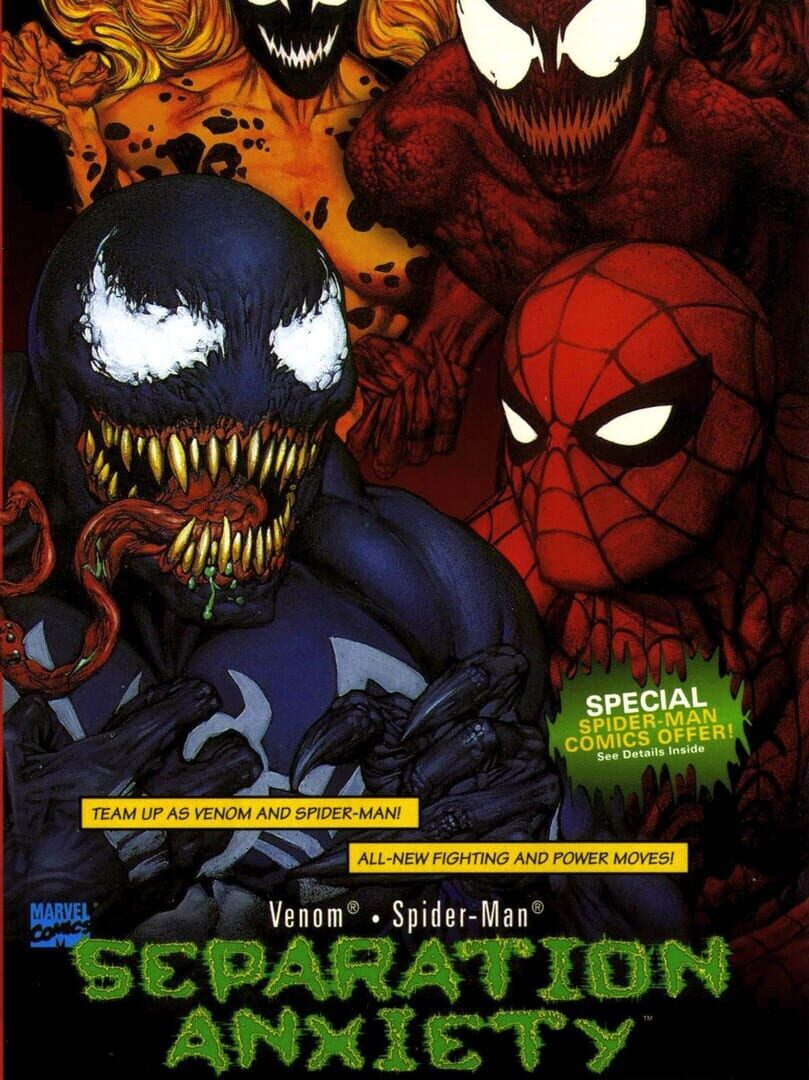 SPECIAL
SPIDER-MAN
COMICS OFFER!
See Details Inside
TEAM UP AS VENOM AND SPIDER-MAN!
ALL-NEW FIGHTING AND POWER MOVES!
MARVEL
COMICS
Venom® • Spider-Man®
SEPARATION
ANXIETY™